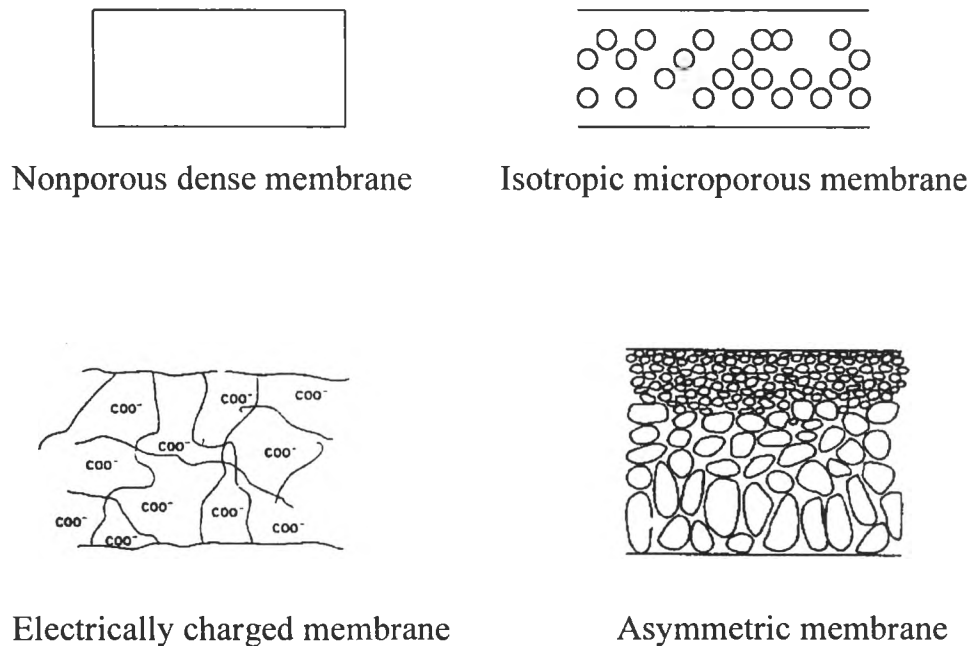 Nonporous dense membrane
Isotropic microporous membrane
COO⁻
COO⁻
COO⁻
COO⁻
COO⁻
COO⁻
COO⁻
COO⁻
COO⁻
COO⁻
COO⁻
Electrically charged membrane
Asymmetric membrane